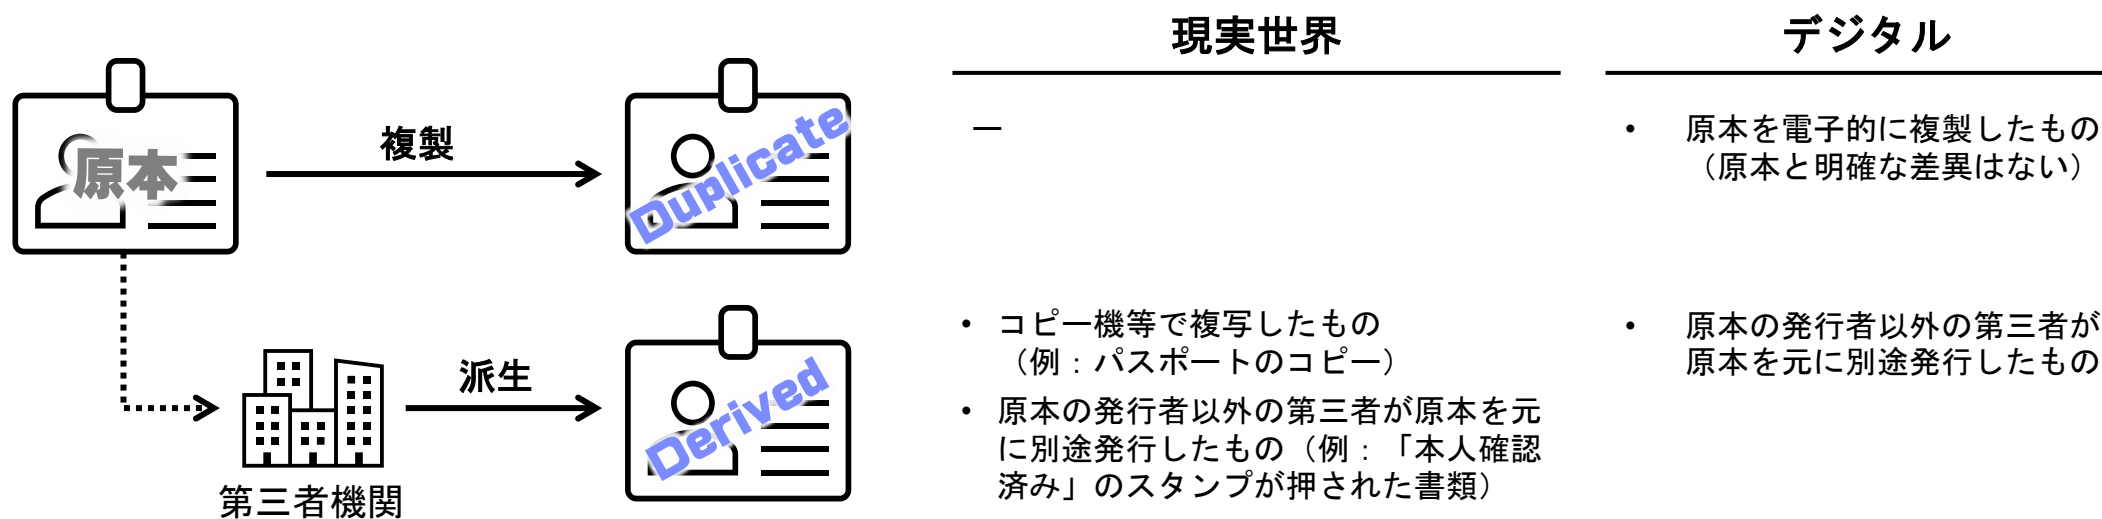 現実世界
デジタル
原本
複製
Duplicate
―
• 原本を電子的に複製したもの
（原本と明確な差異はない）
第三者機関
派生
Derived
• コピー機等で複写したもの
（例：パスポートのコピー）
• 原本の発行者以外の第三者が原本を元
に別途発行したもの（例：「本人確認
済み」のスタンプが押された書類）
• 原本の発行者以外の第三者が
原本を元に別途発行したもの